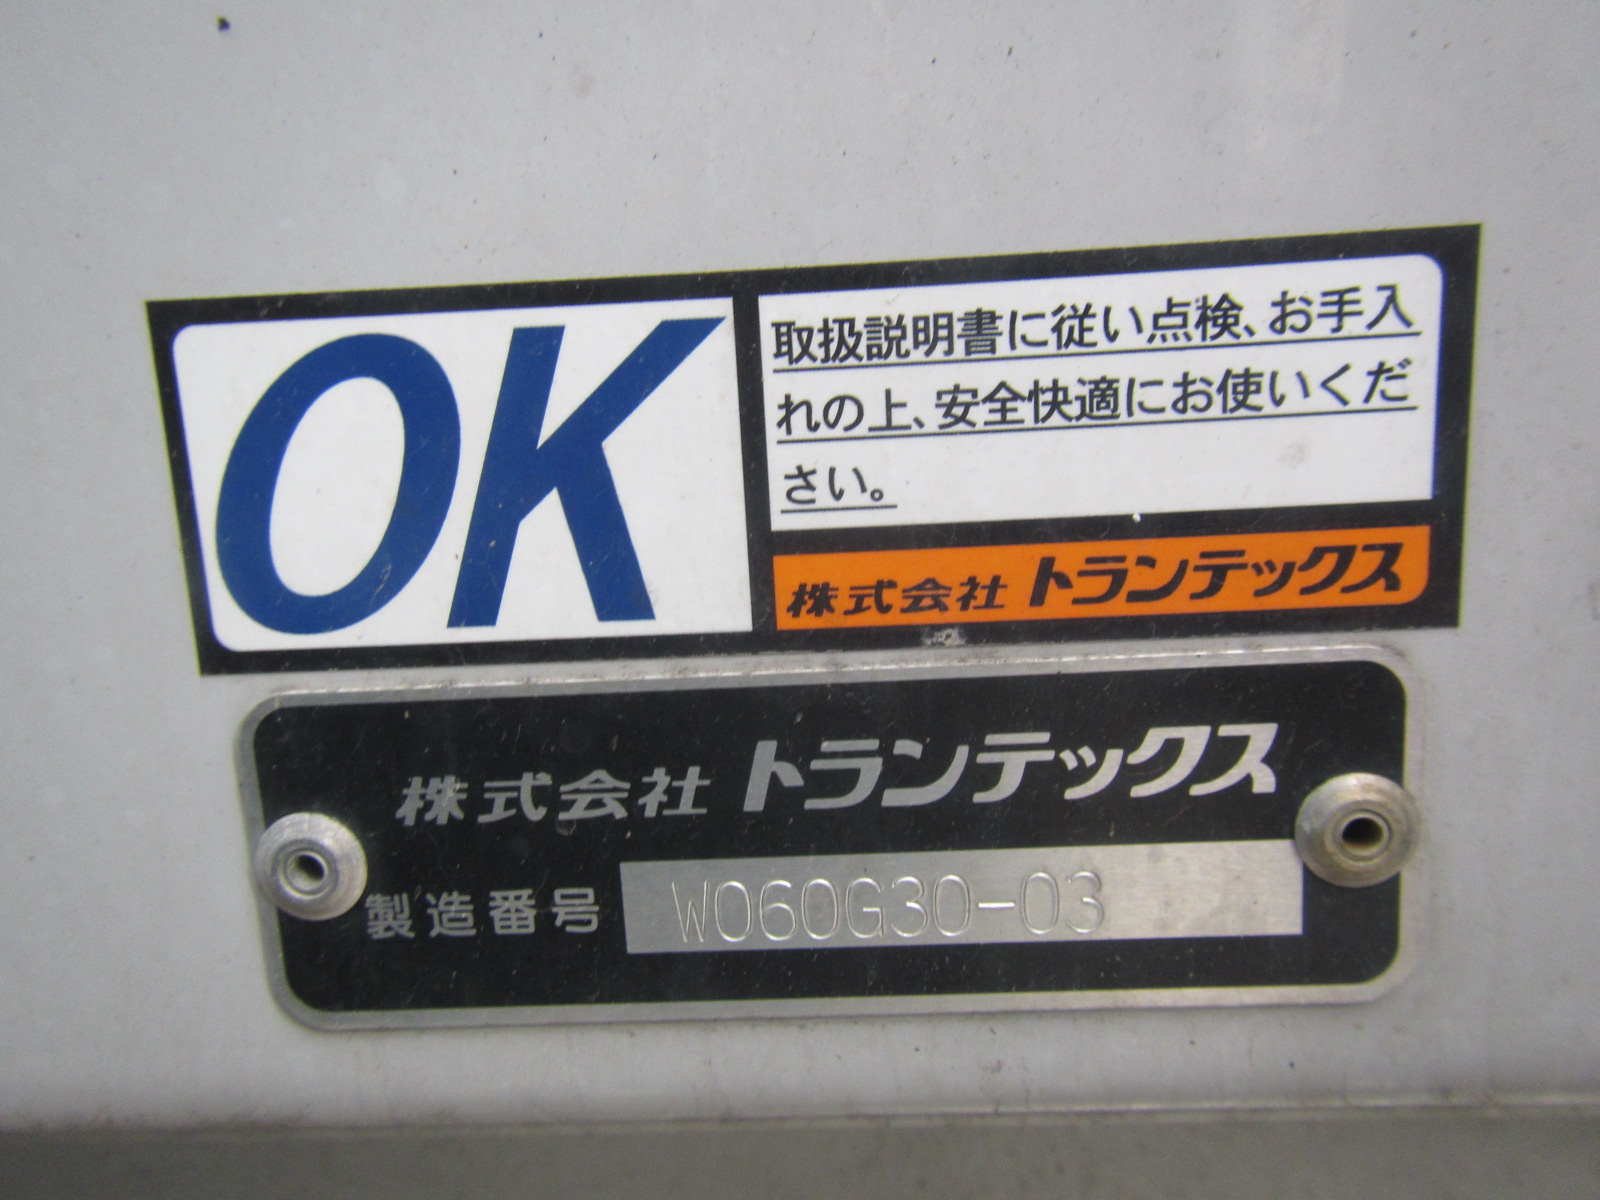 OK
取扱説明書に従い点検、お手入
れの上、安全快適にお使いくだ
さい。
株式会社 トランテックス
株式会社 トランテックス
製造番号 W060G30-03